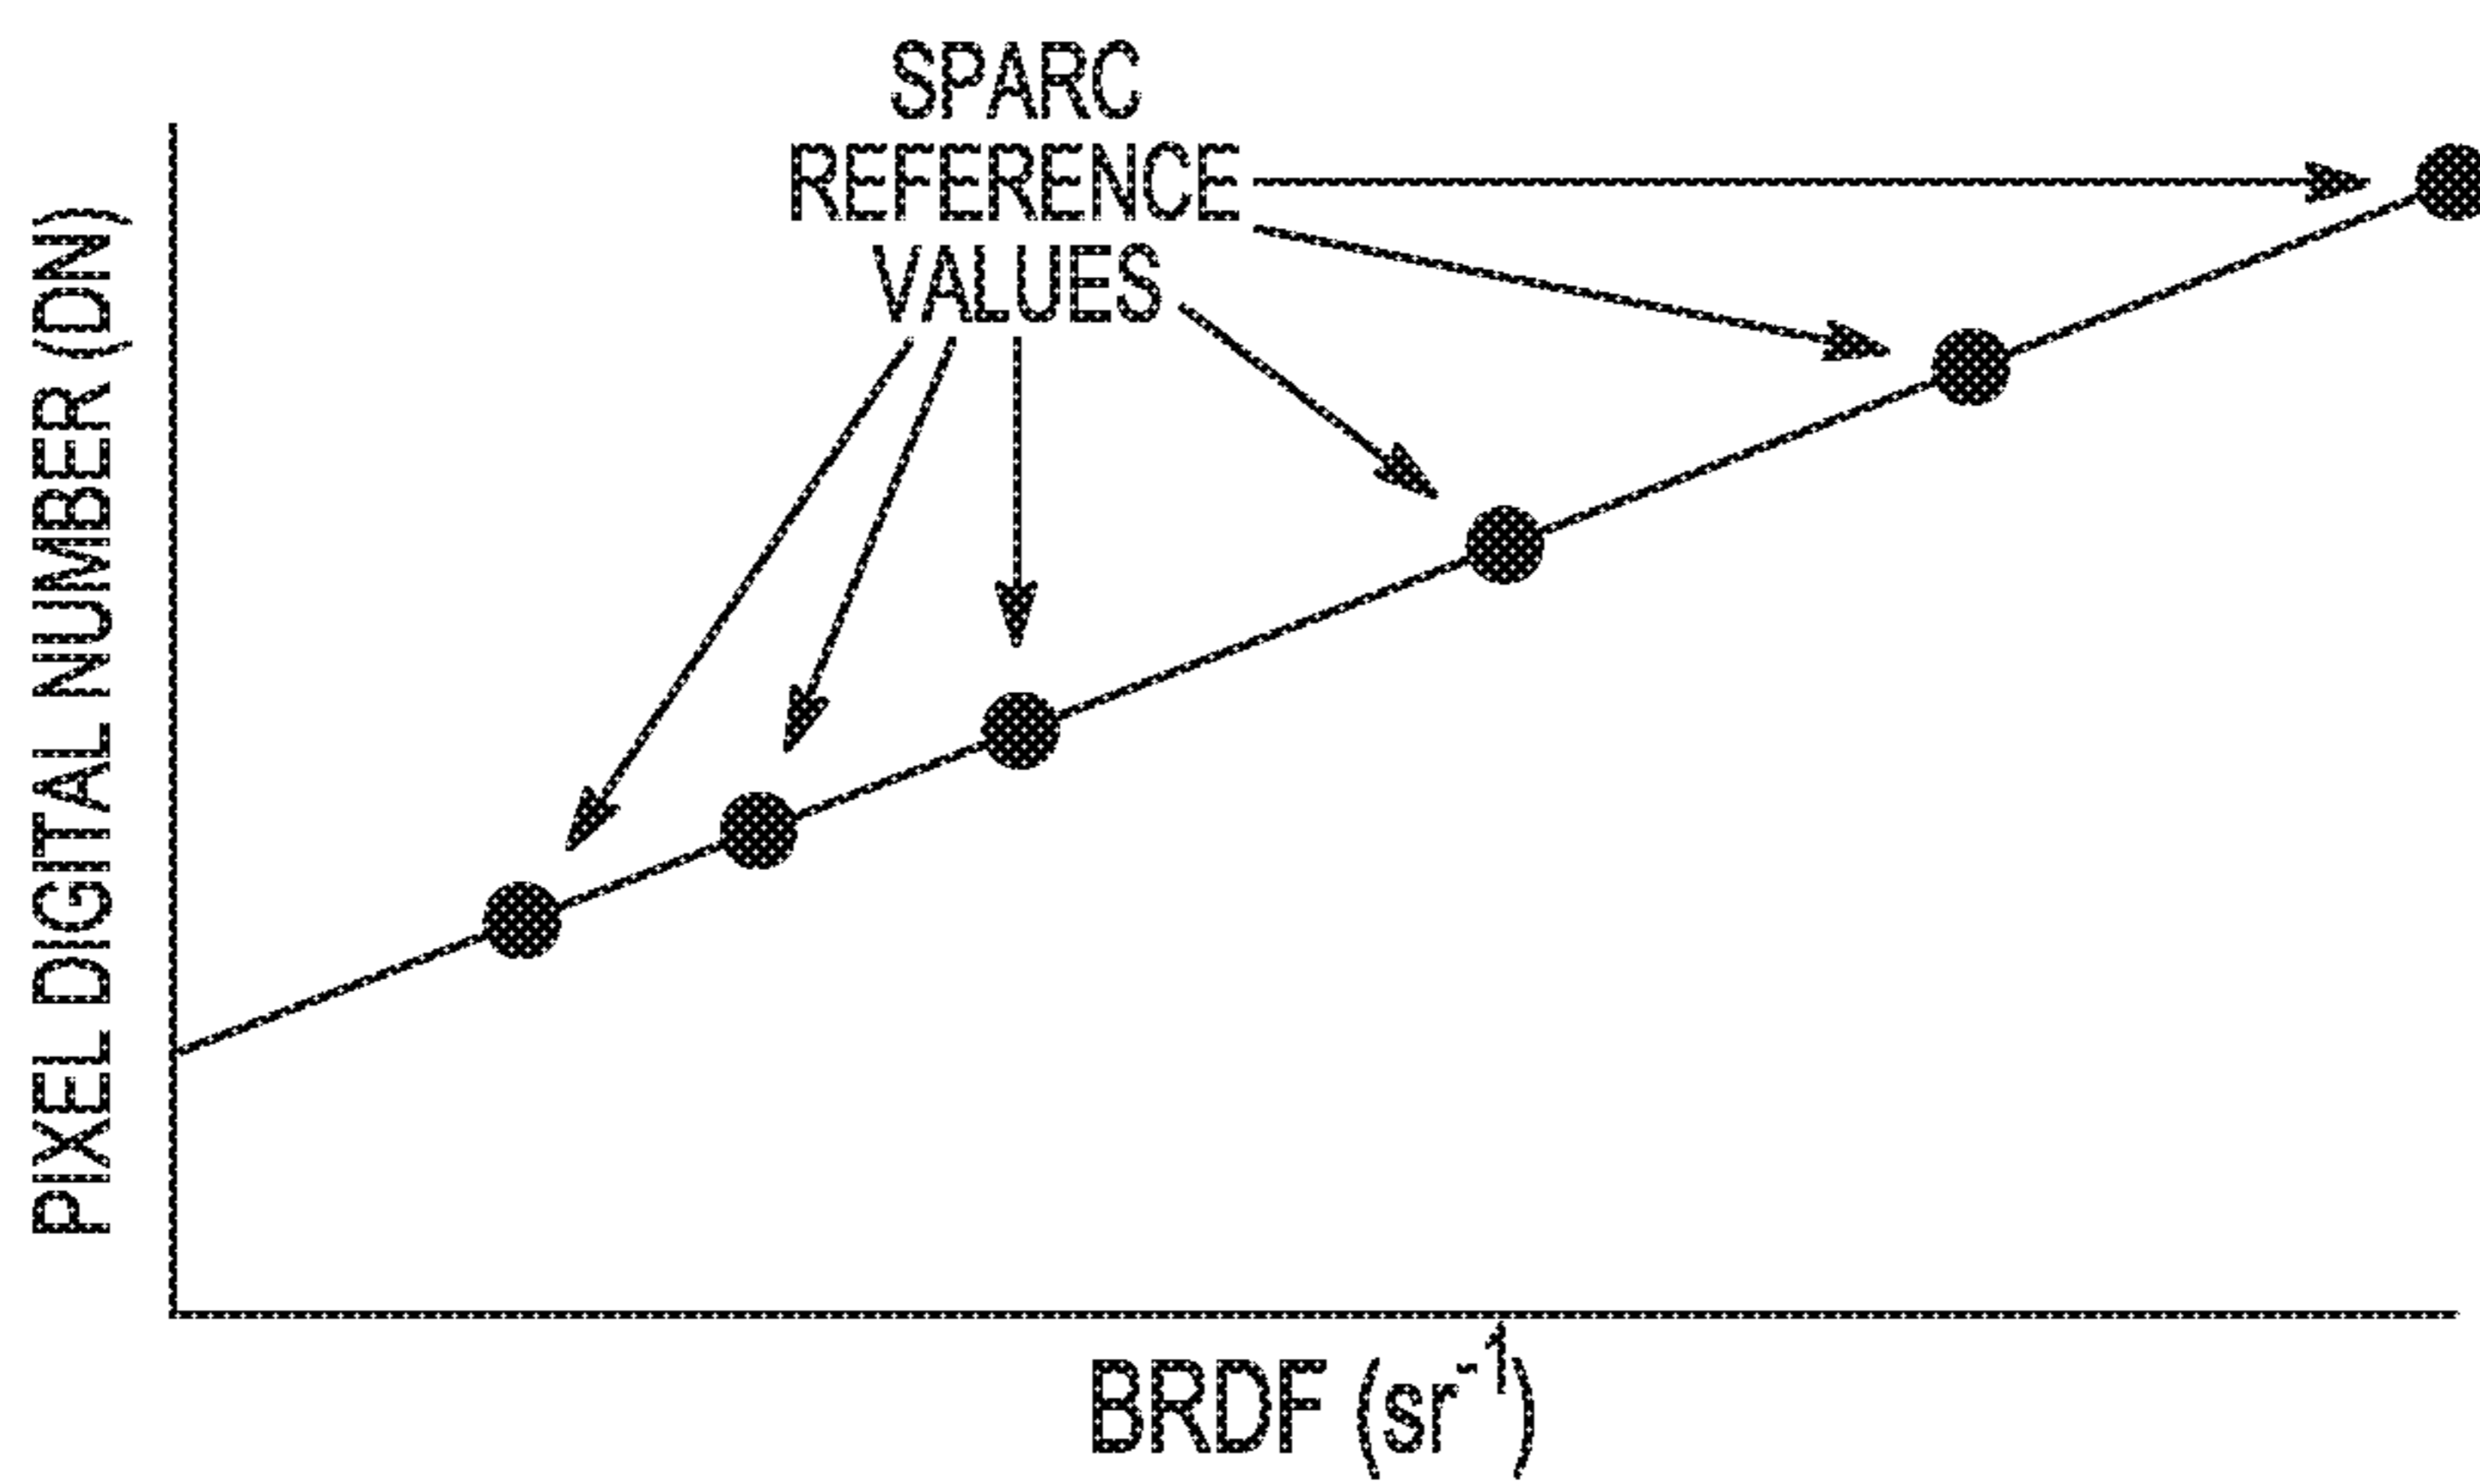 SPARC
REFERENCE
VALUES
PIXEL DIGITAL NUMBER (DN)
BRDF (sr⁻¹)